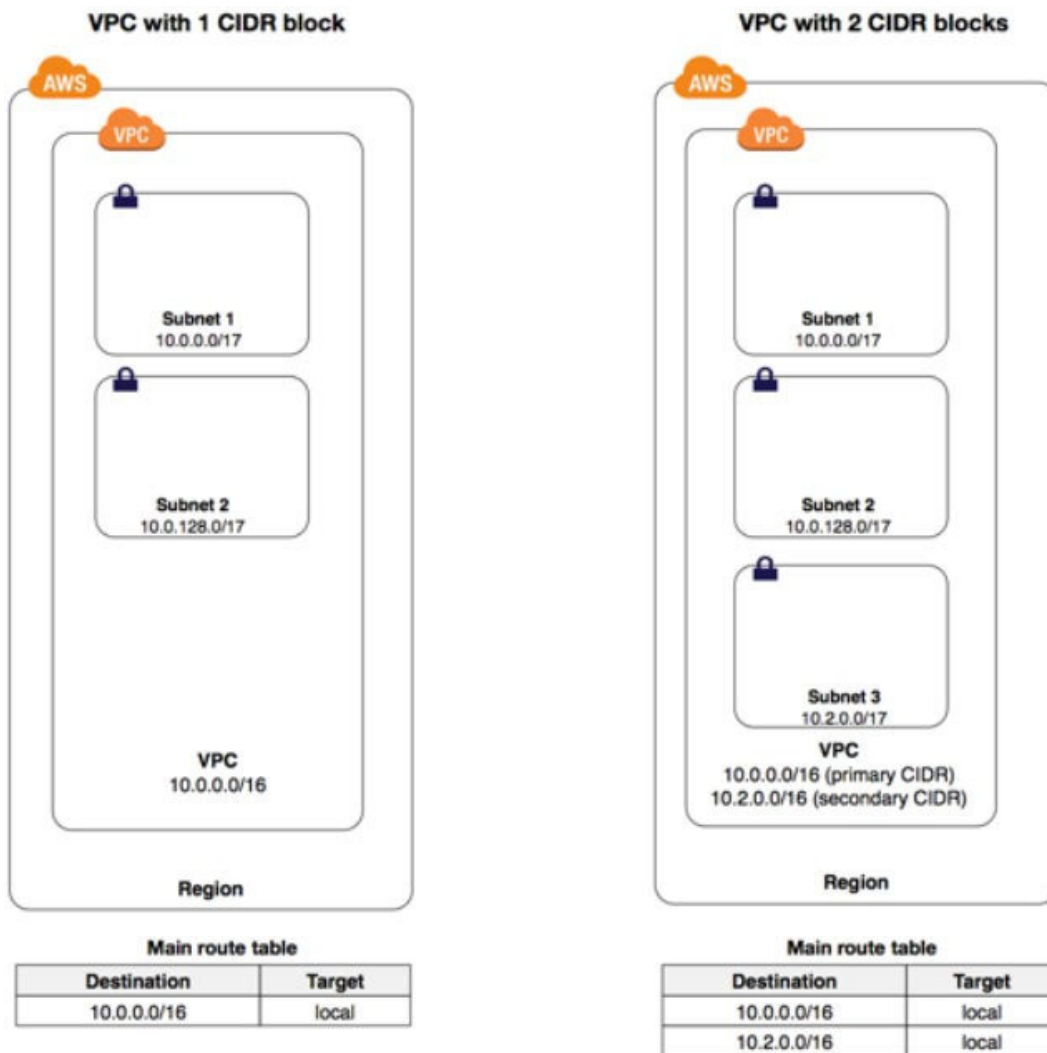 VPC with 1 CIDR block
AWS
VPC
Subnet 1
10.0.0.0/17
Subnet 2
10.0.128.0/17
VPC
10.0.0.0/16
Region
Main route table
Destination Target
10.0.0.0/16 local
VPC with 2 CIDR blocks
AWS
VPC
Subnet 1
10.0.0.0/17
Subnet 2
10.0.128.0/17
Subnet 3
10.2.0.0/17
VPC
10.0.0.0/16 (primary CIDR)
10.2.0.0/16 (secondary CIDR)
Region
Main route table
Destination Target
10.0.0.0/16 local
10.2.0.0/16 local